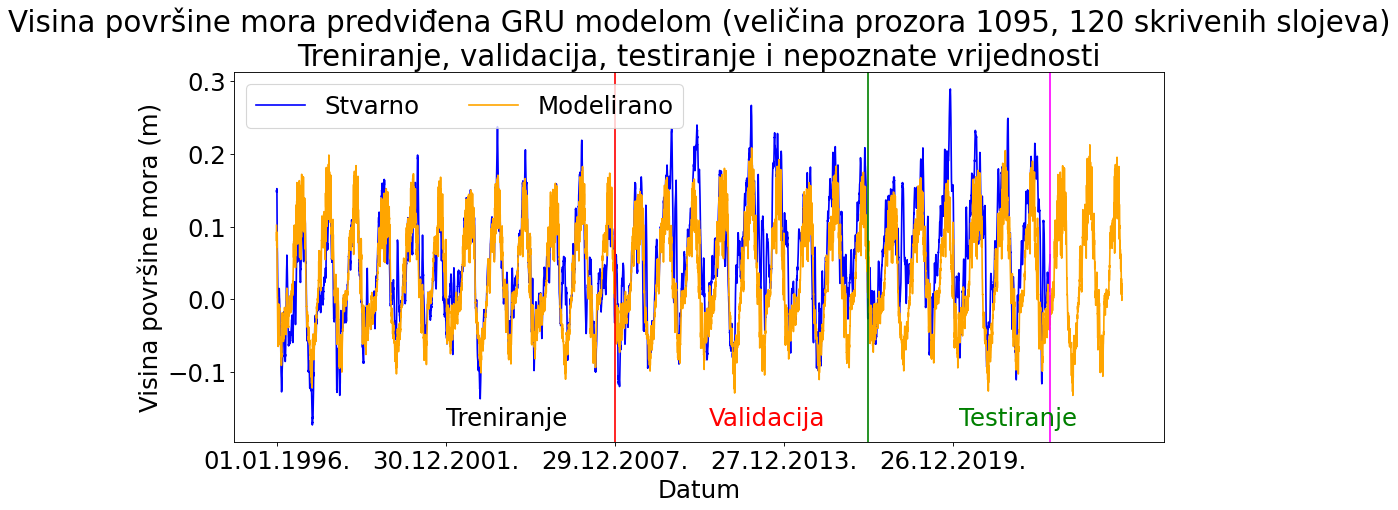 Visina površine mora predviđena GRU modelom (veličina prozora 1095, 120 skrivenih slojeva)
Treniranje, validacija, testiranje i nepoznate vrijednosti
Stvarno Modelirano
Visina površine mora (m)
0.3
0.2
0.1
0.0
−0.1
Treniranje Validacija Testiranje
01.01.1996. 30.12.2001. 29.12.2007. 27.12.2013. 26.12.2019.
Datum